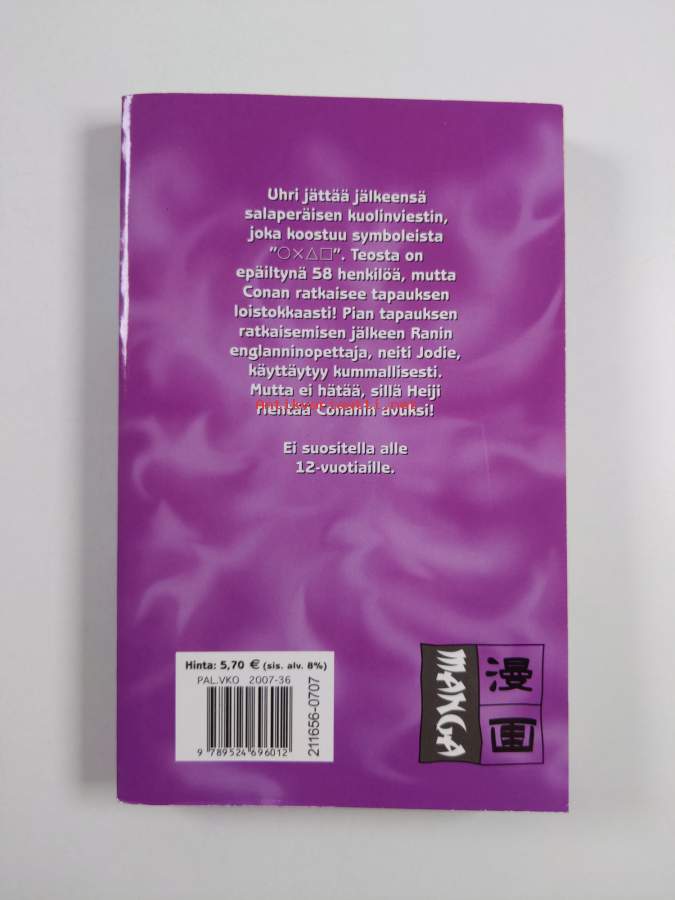 Uhri jättää jälkeensä
salaperäisen kuolinviestin,
joka koostuu symboleista
"○×△□". Teosta on
epäiltynä 58 henkilöä, mutta
Conan ratkaisee tapauksen
loistokkaasti! Pian tapauksen
ratkaisemisen jälkeen Ranin
englanninopettaja, neiti Jodie,
käyttäytyy kummallisesti.
Mutta ei hätää, sillä Heiji
rientää Conanin avuksi!
Ei suositella alle
12-vuotiaille.
Hinta: 5,70 € (sis. alv. 8%)
PAL.VKO 2007-36
9 789524 696012
211656-0707
MANGA
漫画